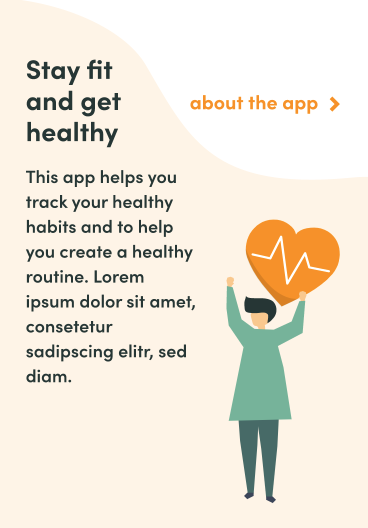 Stay fit
and get
healthy
about the app
This app helps you
track your healthy
habits and to help
you create a healthy
routine. Lorem
ipsum dolor sit amet,
consetetur
sadipscing elitr, sed
diam.